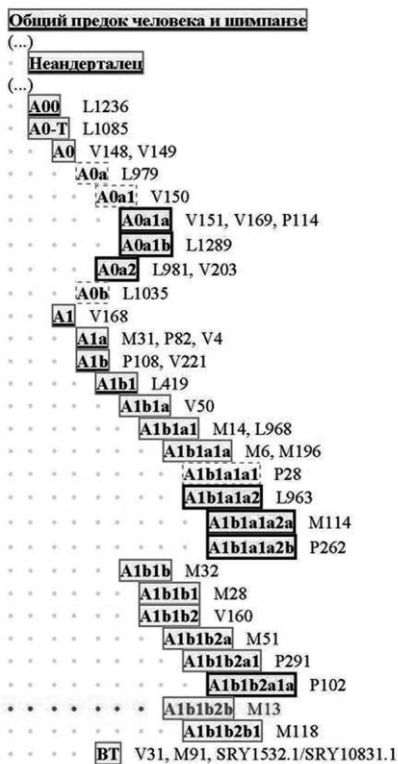 Общий предок человека и шимпанзе
(...)
Неандерталец
(...)
A00 L1236
A0-T L1085
A0 V148, V149
A0a L979
A0a1 V150
A0a1a V151, V169, P114
A0a1b L1289
A0a2 L981, V203
A0b L1035
A1 V168
A1a M31, P82, V4
A1b P108, V221
A1b1 L419
A1b1a V50
A1b1a1 M14, L968
A1b1a1a M6, M196
A1b1a1a1 P28
A1b1a1a2 L963
A1b1a1a2a M114
A1b1a1a2b P262
A1b1b M32
A1b1b1 M28
A1b1b2 V160
A1b1b2a M51
A1b1b2a1 P291
A1b1b2a1a P102
A1b1b2b M13
A1b1b2b1 M118
BT V31, M91, SRY1532.1/SRY10831.1